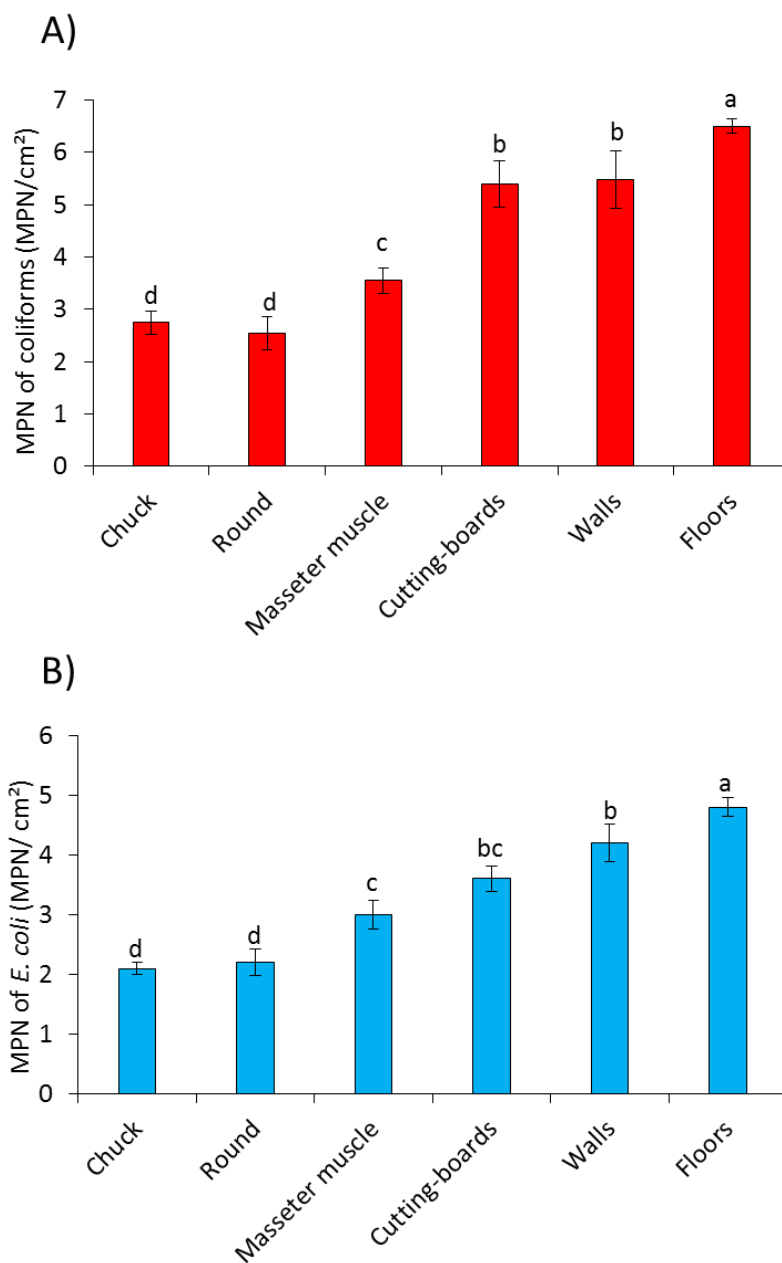 A)
MPN of coliforms (MPN/cm²)
7
6
5
4
3
2
1
0
d
d
c
b
b
a
Chuck
Round
Masseter muscle
Cutting-boards
Walls
Floors
B)
MPN of E. coli (MPN/ cm²)
6
5
4
3
2
1
0
d
d
c
bc
b
a
Chuck
Round
Masseter muscle
Cutting-boards
Walls
Floors